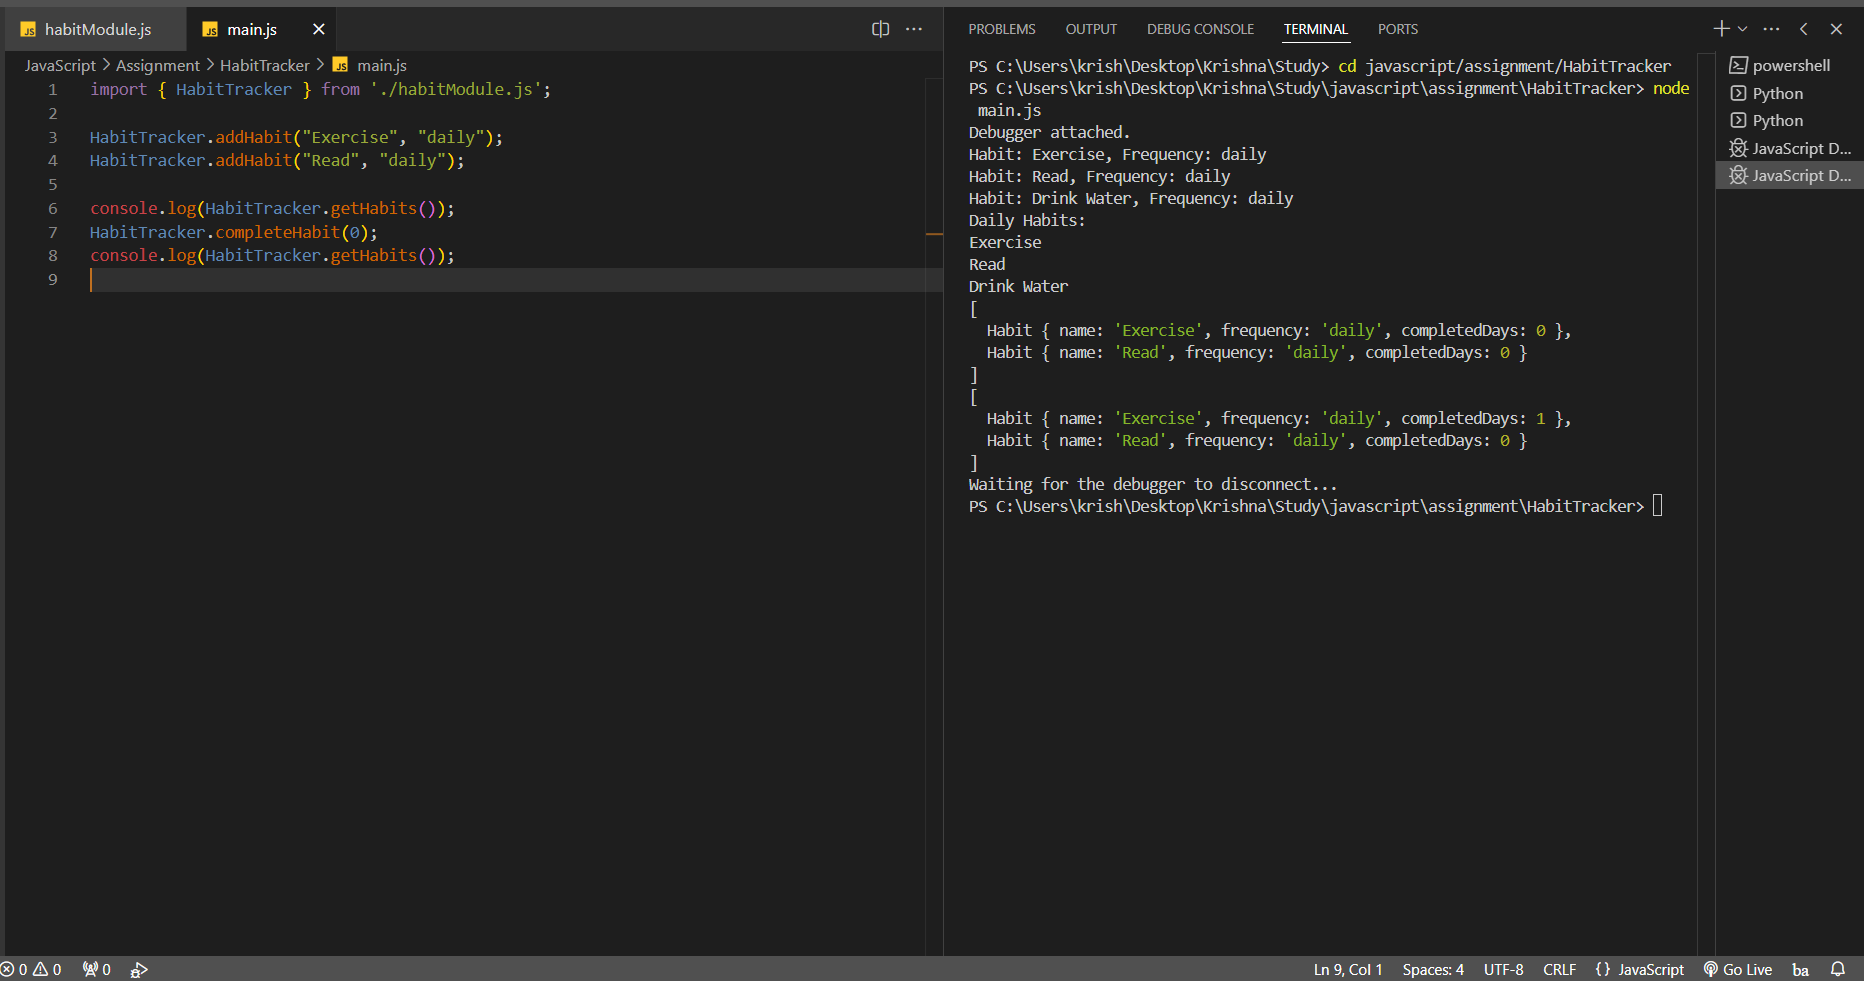 habitModule.js
main.js
JavaScript > Assignment > HabitTracker > main.js
1 import { HabitTracker } from './habitModule.js';
2
3 HabitTracker.addHabit("Exercise", "daily");
4 HabitTracker.addHabit("Read", "daily");
5
6 console.log(HabitTracker.getHabits());
7 HabitTracker.completeHabit(0);
8 console.log(HabitTracker.getHabits());
9
PROBLEMS OUTPUT DEBUG CONSOLE TERMINAL PORTS
PS C:\Users\krish\Desktop\Krishna\Study> cd javascript/assignment/HabitTracker
PS C:\Users\krish\Desktop\Krishna\Study\javascript\assignment\HabitTracker> node
 main.js
Debugger attached.
Habit: Exercise, Frequency: daily
Habit: Read, Frequency: daily
Habit: Drink Water, Frequency: daily
Daily Habits:
Exercise
Read
Drink Water
[
  Habit { name: 'Exercise', frequency: 'daily', completedDays: 0 },
  Habit { name: 'Read', frequency: 'daily', completedDays: 0 }
]
[
  Habit { name: 'Exercise', frequency: 'daily', completedDays: 1 },
  Habit { name: 'Read', frequency: 'daily', completedDays: 0 }
]
Waiting for the debugger to disconnect...
PS C:\Users\krish\Desktop\Krishna\Study\javascript\assignment\HabitTracker>
powershell
Python
Python
JavaScript D...
JavaScript D...
0 0 0
Ln 9, Col 1 Spaces: 4 UTF-8 CRLF {} JavaScript Go Live ba